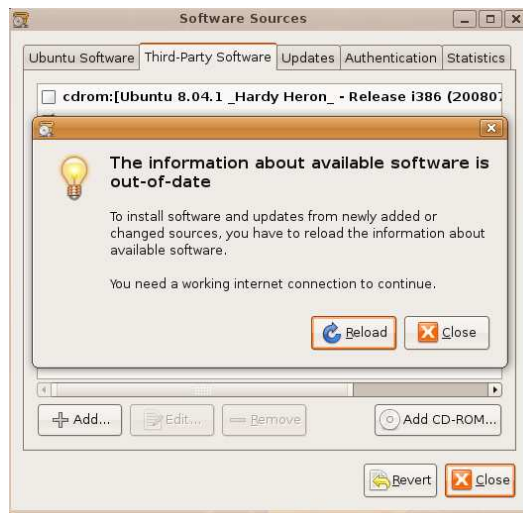 Software Sources
Ubuntu Software Third-Party Software Updates Authentication Statistics
cdrom:[Ubuntu 8.04.1 _Hardy Heron_ - Release i386 (20080
The information about available software is
out-of-date
To install software and updates from newly added or
changed sources, you have to reload the information about
available software.
You need a working internet connection to continue.
Reload Close
Add... Edit... Remove Add CD-ROM...
Revert Close